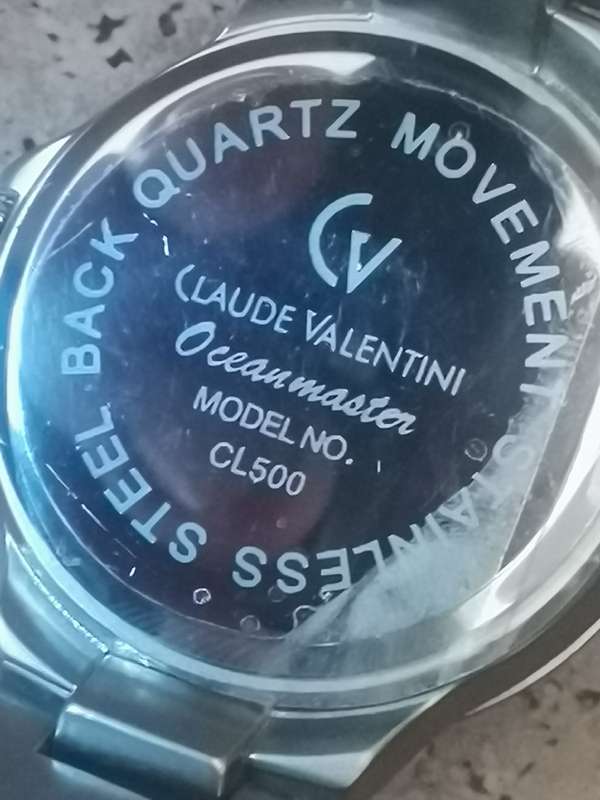 QUARTZ MOVEMENT STAINLESS STEEL BACK
CV
CLAUDE VALENTINI
Oceanmaster
MODEL NO.
CL500